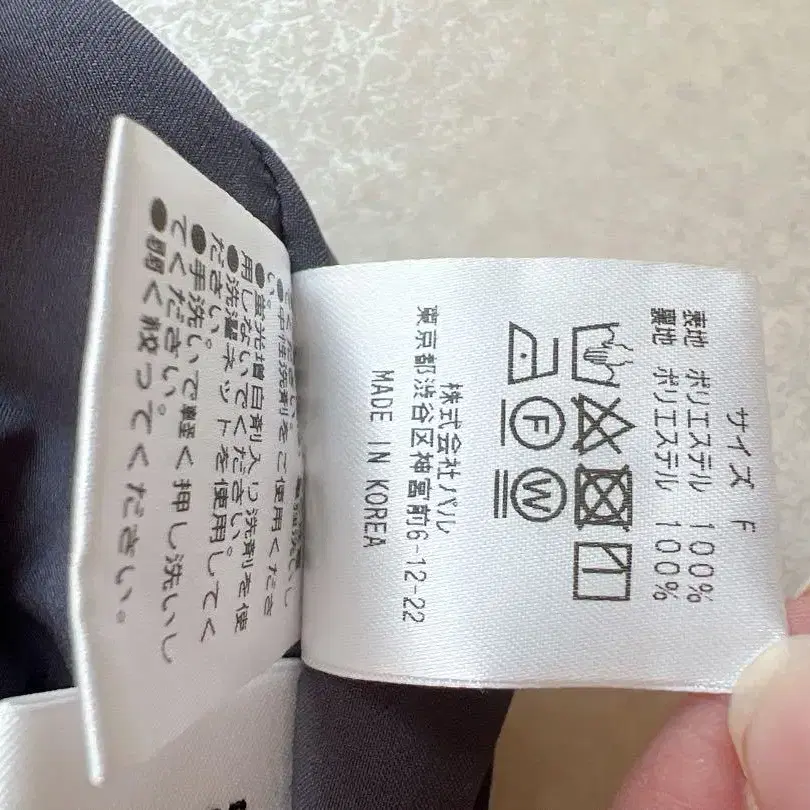 サイズ F
表地 ポリエステル 100%
裏地 ポリエステル 100%
F
W
株式会社パル
東京都渋谷区神宮前6-12-22
MADE IN KOREA
い。
●中性洗剤をご使用くださ
い。
●蛍光増白剤入り洗剤を使
用しないでください。
●洗濯ネットを使用してく
ださい。
●手洗いで軽く押し洗いし
てください。
●弱く絞ってください。